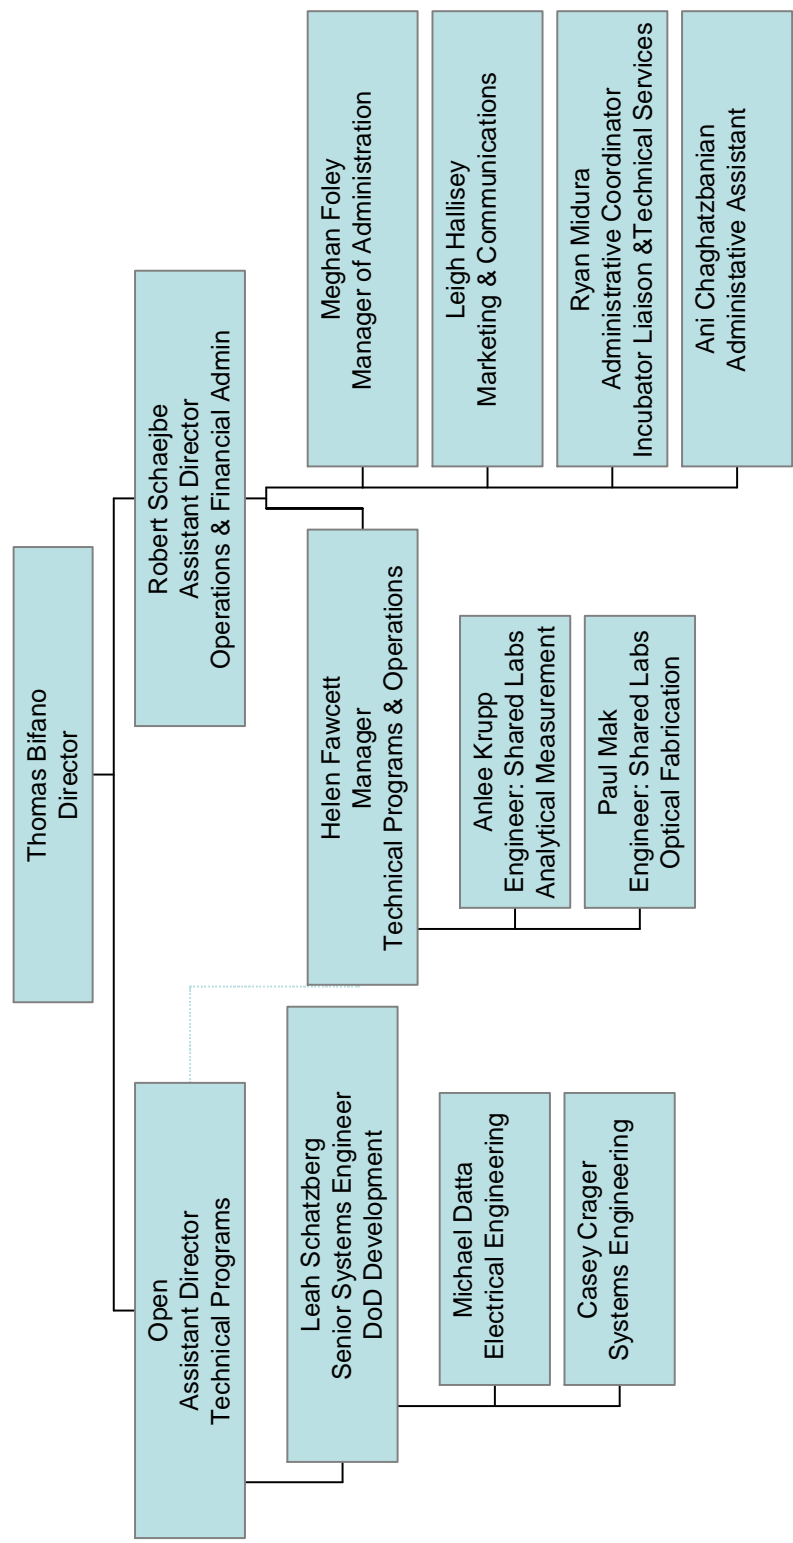 Thomas Bifano
Director
Open
Assistant Director
Technical Programs
Robert Schaejbe
Assistant Director
Operations & Financial Admin
Leah Schatzberg
Senior Systems Engineer
DoD Development
Michael Datta
Electrical Engineering
Casey Crager
Systems Engineering
Helen Fawcett
Manager
Technical Programs & Operations
Anlee Krupp
Engineer: Shared Labs
Analytical Measurement
Paul Mak
Engineer: Shared Labs
Optical Fabrication
Meghan Foley
Manager of Administration
Leigh Hallisey
Marketing & Communications
Ryan Midura
Administrative Coordinator
Incubator Liaison &Technical Services
Ani Chaghatzbanian
Administative Assistant